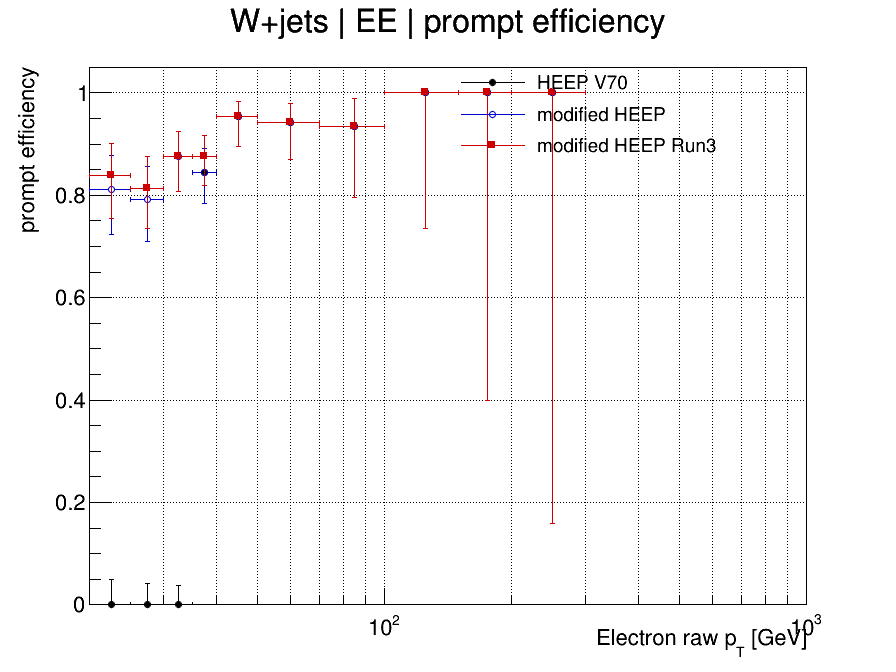 W+jets | EE | prompt efficiency
prompt efficiency
1
0.8
0.6
0.4
0.2
0
HEEP V70
modified HEEP
modified HEEP Run3
10²
10³
Electron raw p_T [GeV]